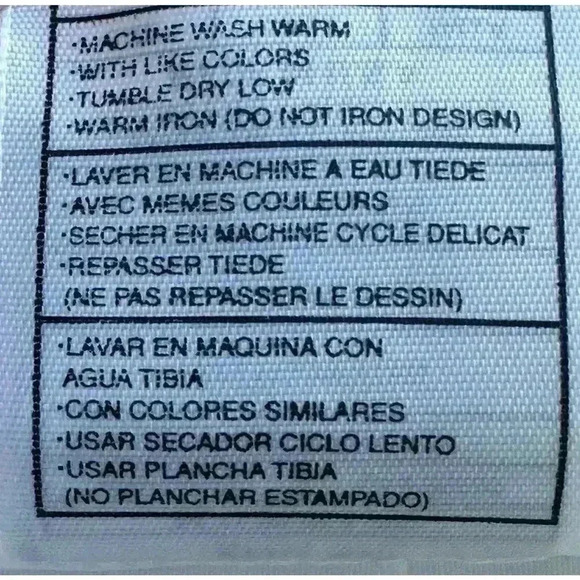 ·MACHINE WASH WARM
·WITH LIKE COLORS
·TUMBLE DRY LOW
·WARM IRON (DO NOT IRON DESIGN)
·LAVER EN MACHINE A EAU TIEDE
·AVEC MEMES COULEURS
·SECHER EN MACHINE CYCLE DELICAT
·REPASSER TIEDE
(NE PAS REPASSER LE DESSIN)
·LAVAR EN MAQUINA CON
AGUA TIBIA
·CON COLORES SIMILARES
·USAR SECADOR CICLO LENTO
·USAR PLANCHA TIBIA
(NO PLANCHAR ESTAMPADO)